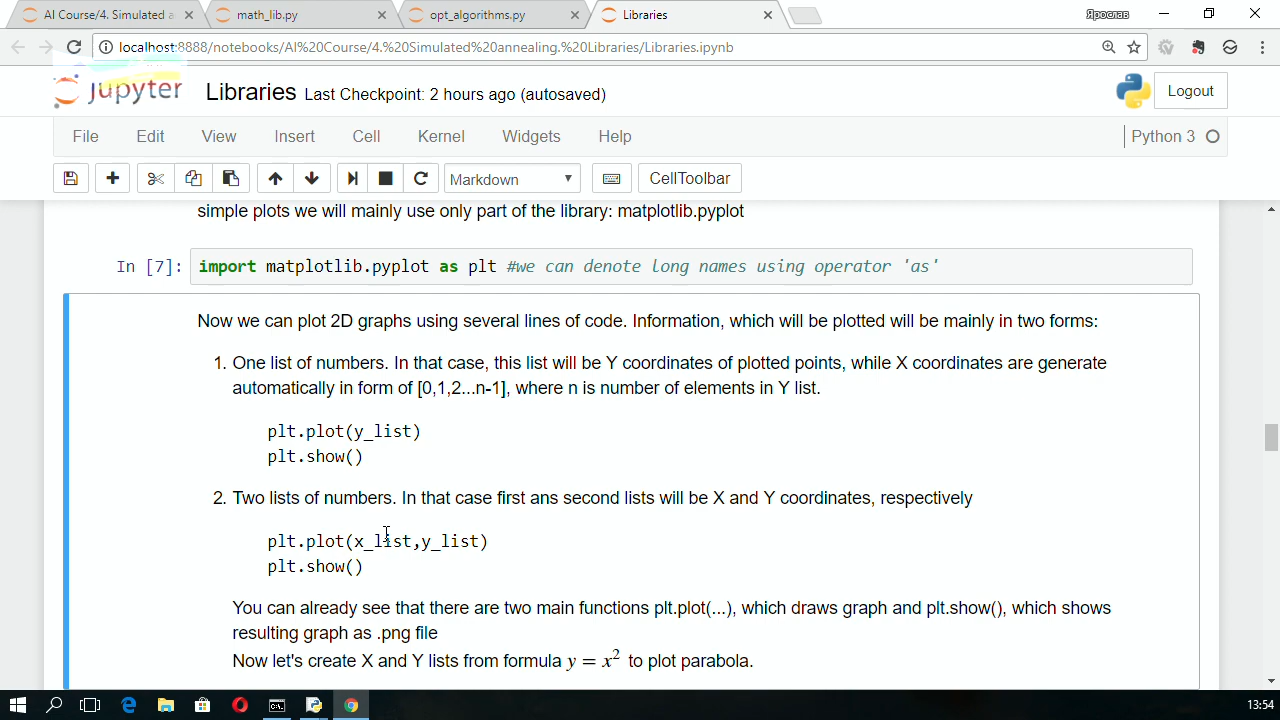 AI Course/4. Simulated a
math_lib.py
opt_algorithms.py
Libraries
Ярослав
localhost:8888/notebooks/AI%20Course/4.%20Simulated%20annealing.%20Libraries/Libraries.ipynb
jupyter Libraries Last Checkpoint: 2 hours ago (autosaved)
Logout
File Edit View Insert Cell Kernel Widgets Help
Python 3
Markdown
CellToolbar
simple plots we will mainly use only part of the library: matplotlib.pyplot
In [7]: import matplotlib.pyplot as plt #we can denote long names using operator 'as'
Now we can plot 2D graphs using several lines of code. Information, which will be plotted will be mainly in two forms:
1. One list of numbers. In that case, this list will be Y coordinates of plotted points, while X coordinates are generate
automatically in form of [0,1,2...n-1], where n is number of elements in Y list.
plt.plot(y_list)
plt.show()
2. Two lists of numbers. In that case first ans second lists will be X and Y coordinates, respectively
plt.plot(x_list,y_list)
plt.show()
You can already see that there are two main functions plt.plot(...), which draws graph and plt.show(), which shows
resulting graph as .png file
Now let's create X and Y lists from formula y = x² to plot parabola.
13:54